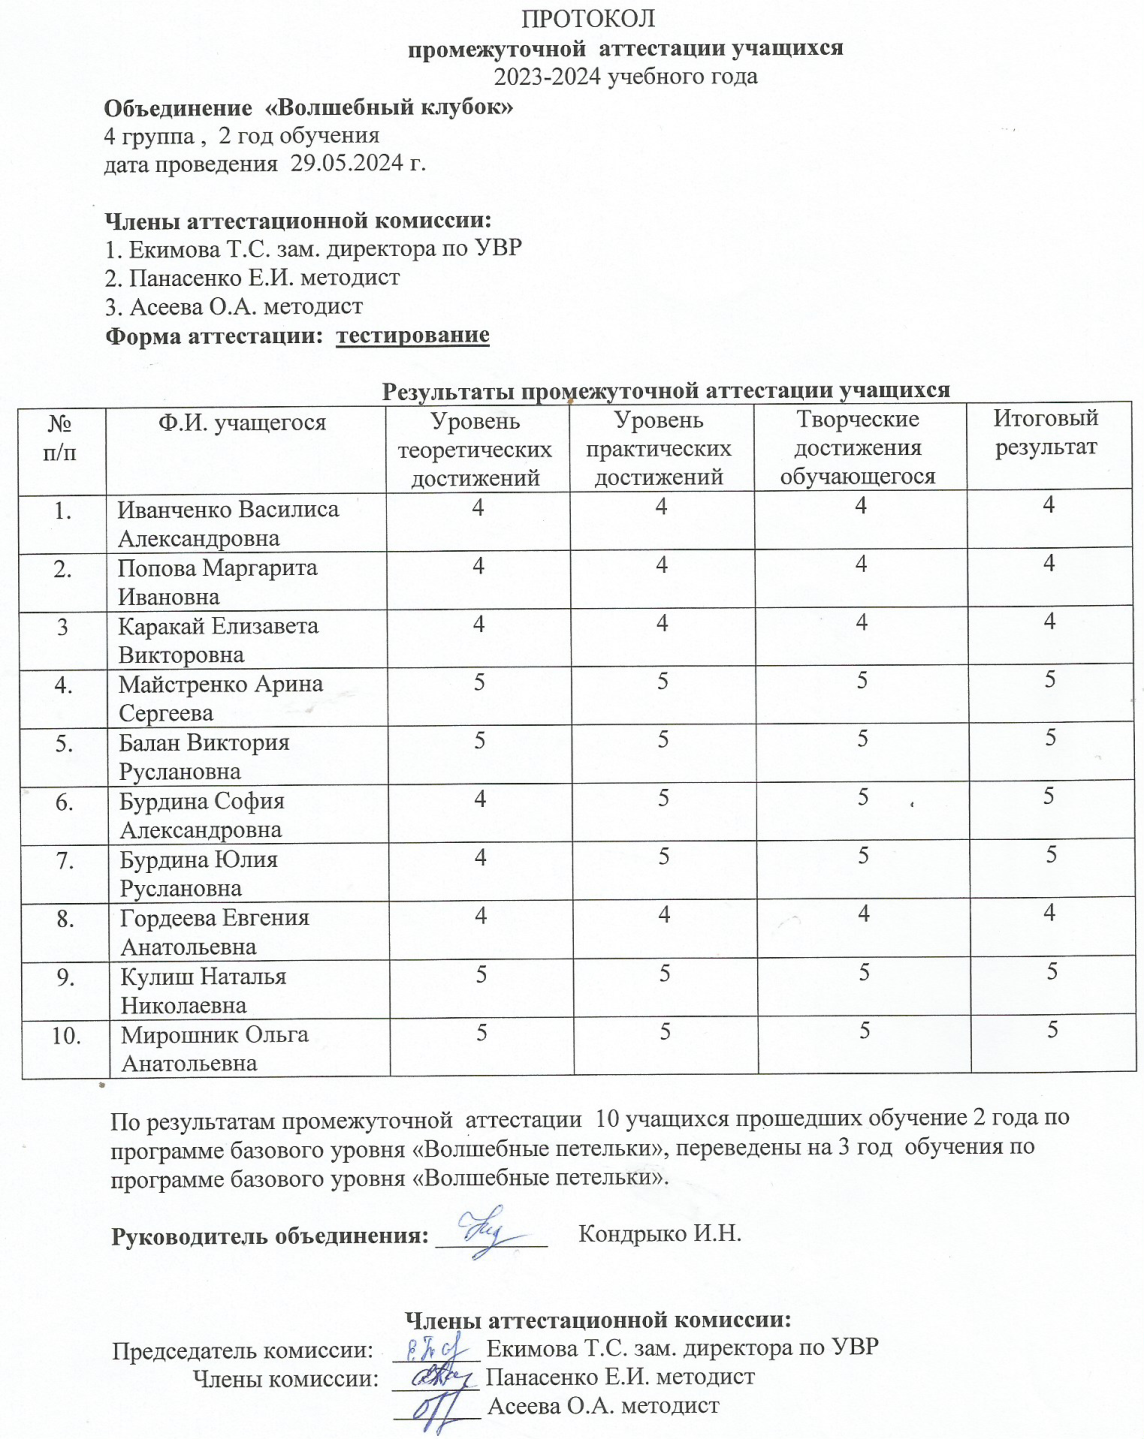 ПРОТОКОЛ
промежуточной аттестации учащихся
2023-2024 учебного года
Объединение «Волшебный клубок»
4 группа , 2 год обучения
дата проведения 29.05.2024 г.
Члены аттестационной комиссии:
1. Екимова Т.С. зам. директора по УВР
2. Панасенко Е.И. методист
3. Асеева О.А. методист
Форма аттестации: тестирование
Результаты промежуточной аттестации учащихся
№ Ф.И. учащегося Уровень Уровень Творческие Итоговый
п/п теоретических практических достижения результат
достижений достижений обучающегося
1. Иванченко Василиса 4 4 4 4
Александровна
2. Попова Маргарита 4 4 4 4
Ивановна
3 Каракай Елизавета 4 4 4 4
Викторовна
4. Майстренко Арина 5 5 5 5
Сергеева
5. Балан Виктория 5 5 5 5
Руслановна
6. Бурдина София 4 5 5 5
Александровна
7. Бурдина Юлия 4 5 5 5
Руслановна
8. Гордеева Евгения 4 4 4 4
Анатольевна
9. Кулиш Наталья 5 5 5 5
Николаевна
10. Мирошник Ольга 5 5 5 5
Анатольевна
По результатам промежуточной аттестации 10 учащихся прошедших обучение 2 года по
программе базового уровня «Волшебные петельки», переведены на 3 год обучения по
программе базового уровня «Волшебные петельки».
Руководитель объединения: Кондрыко И.Н.
Члены аттестационной комиссии:
Председатель комиссии: Екимова Т.С. зам. директора по УВР
Члены комиссии: Панасенко Е.И. методист
Асеева О.А. методист